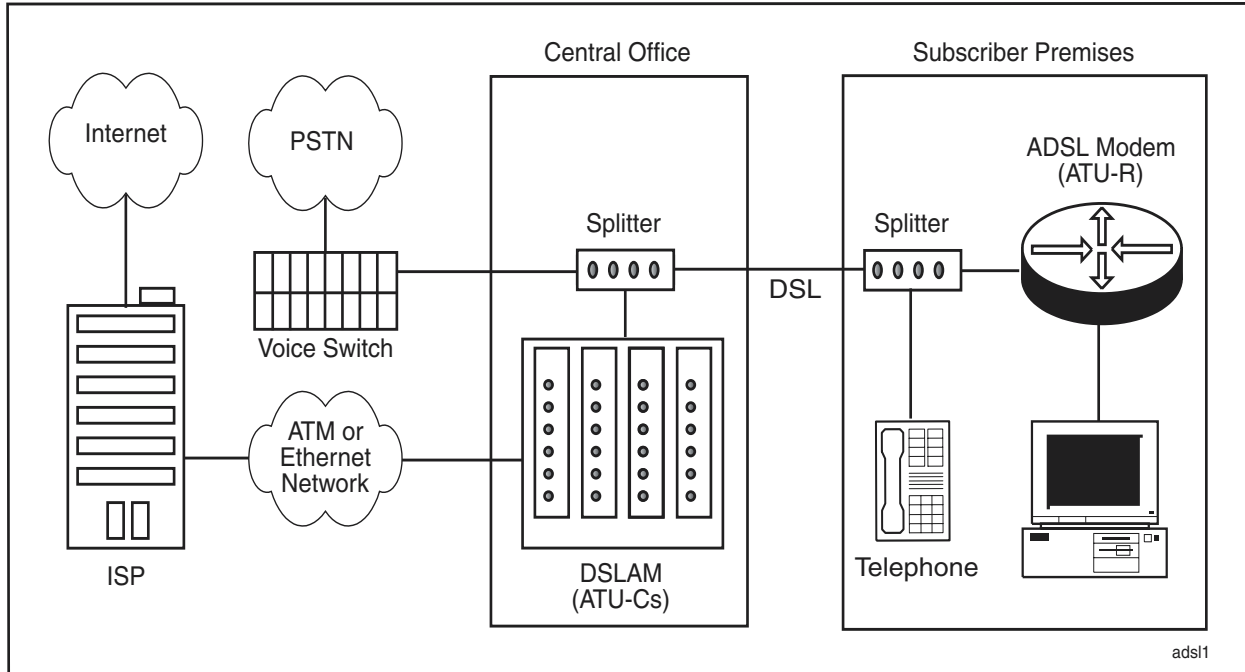 Central Office
Subscriber Premises
Internet
PSTN
ADSL Modem
(ATU-R)
Splitter
Splitter
DSL
Voice Switch
ATM or
Ethernet
Network
ISP
DSLAM
(ATU-Cs)
Telephone
adsl1